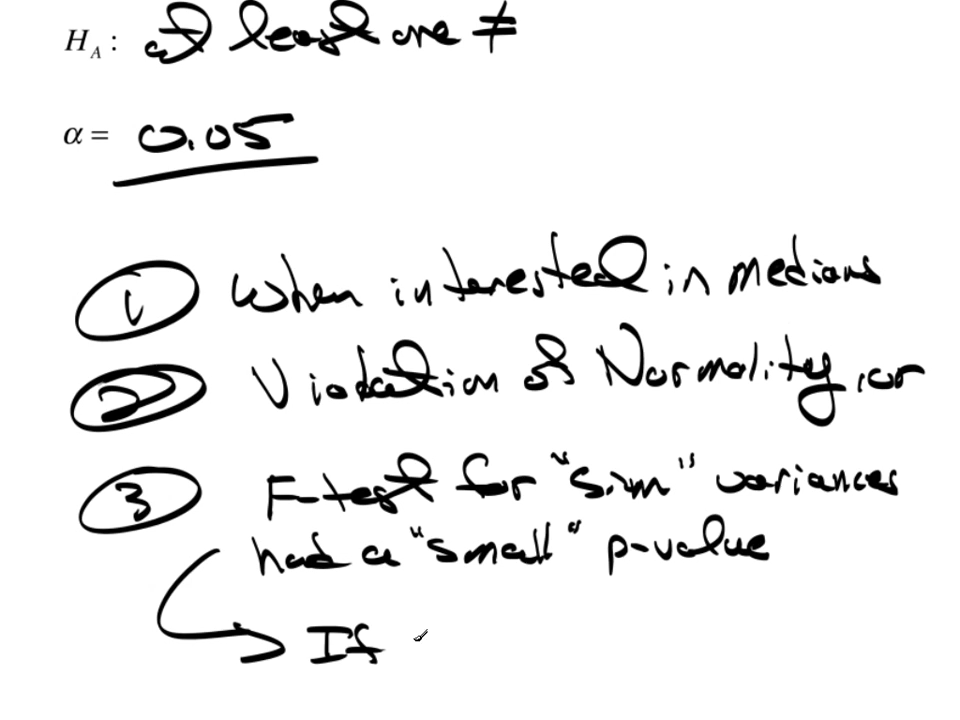 H_A: at least one ≠
α = 0.05
1 When interested in medians
2 Violation of Normality, or
3 F-test for "sim" variances
had a "small" p-value
If